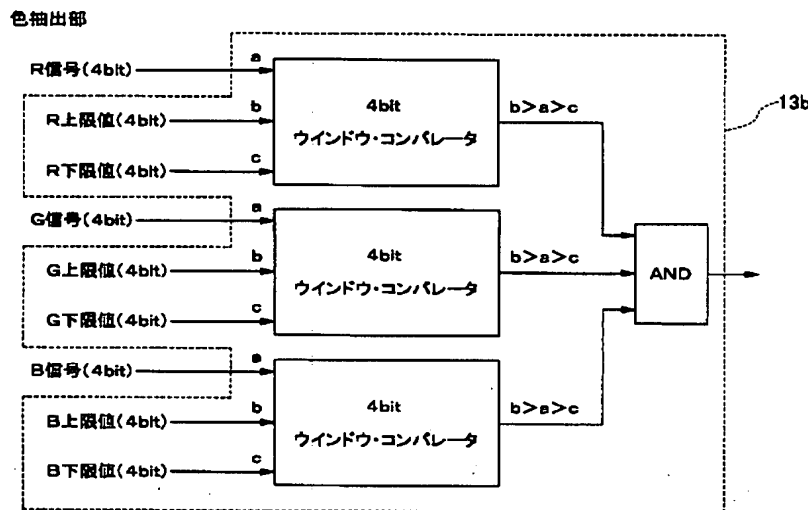 色抽出部
R信号(4bit)
a
R上限値(4bit)
b
R下限値(4bit)
c
4bit
ウインドウ・コンパレータ
b>a>c
13b
G信号(4bit)
a
G上限値(4bit)
b
G下限値(4bit)
c
4bit
ウインドウ・コンパレータ
b>a>c
AND
B信号(4bit)
a
B上限値(4bit)
b
B下限値(4bit)
c
4bit
ウインドウ・コンパレータ
b>a>c